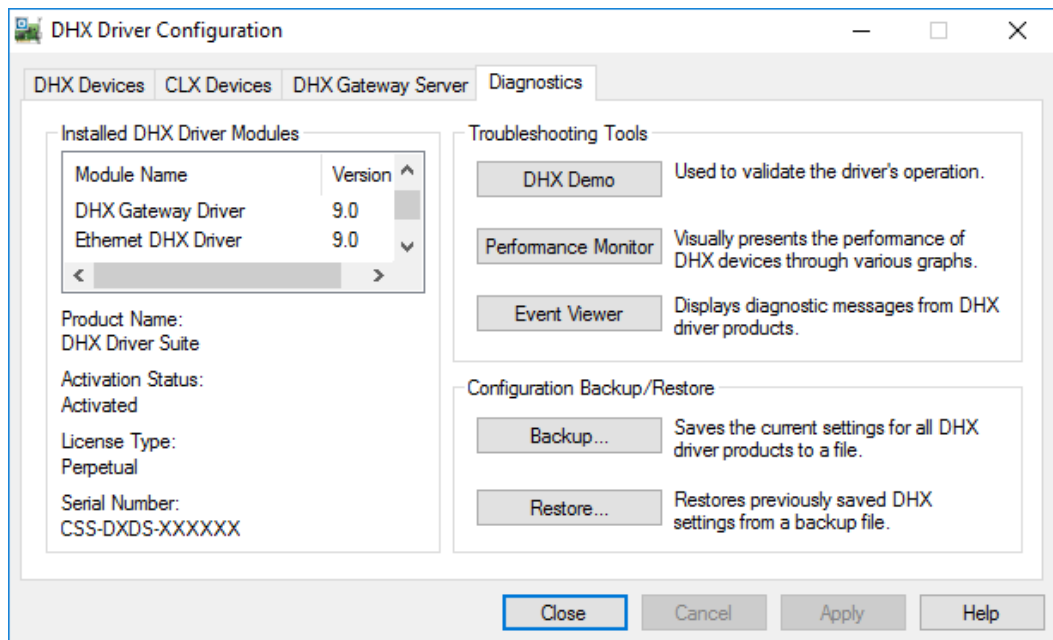 DHX Driver Configuration
DHX Devices CLX Devices DHX Gateway Server Diagnostics
Installed DHX Driver Modules
Module Name Version
DHX Gateway Driver 9.0
Ethernet DHX Driver 9.0
Product Name:
DHX Driver Suite
Activation Status:
Activated
License Type:
Perpetual
Serial Number:
CSS-DXDS-XXXXXX
Troubleshooting Tools
DHX Demo
Used to validate the driver's operation.
Performance Monitor
Visually presents the performance of
DHX devices through various graphs.
Event Viewer
Displays diagnostic messages from DHX
driver products.
Configuration Backup/Restore
Backup...
Saves the current settings for all DHX
driver products to a file.
Restore...
Restores previously saved DHX
settings from a backup file.
Close Cancel Apply Help